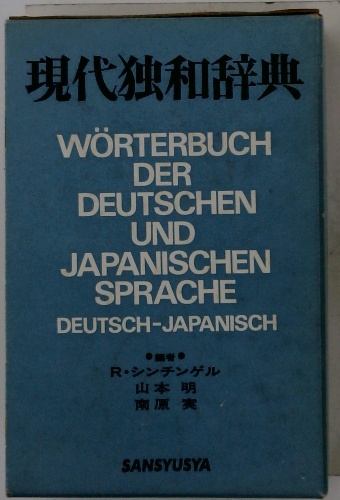 現代独和辞典
WÖRTERBUCH
DER
DEUTSCHEN
UND
JAPANISCHEN
SPRACHE
DEUTSCH-JAPANISCH
●編者●
R・シンチンゲル
山本 明
南原 実
SANSYUSYA